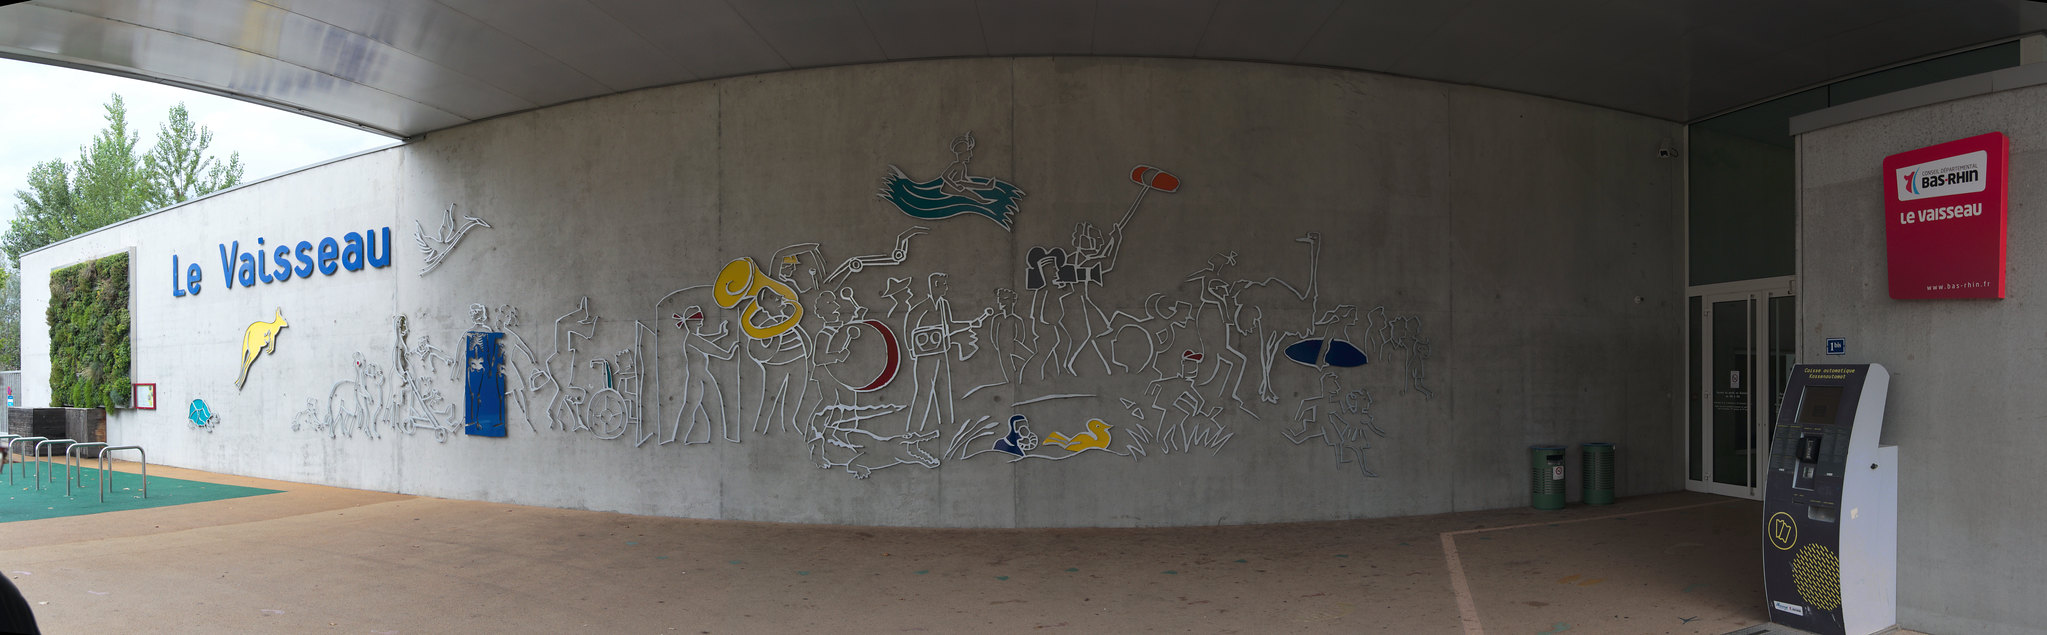 Le Vaisseau
CONSEIL DÉPARTEMENTAL
BAS-RHIN
Le VAISSEAU
www.bas-rhin.fr
1bis
Caisse automatique
Kassenautomat